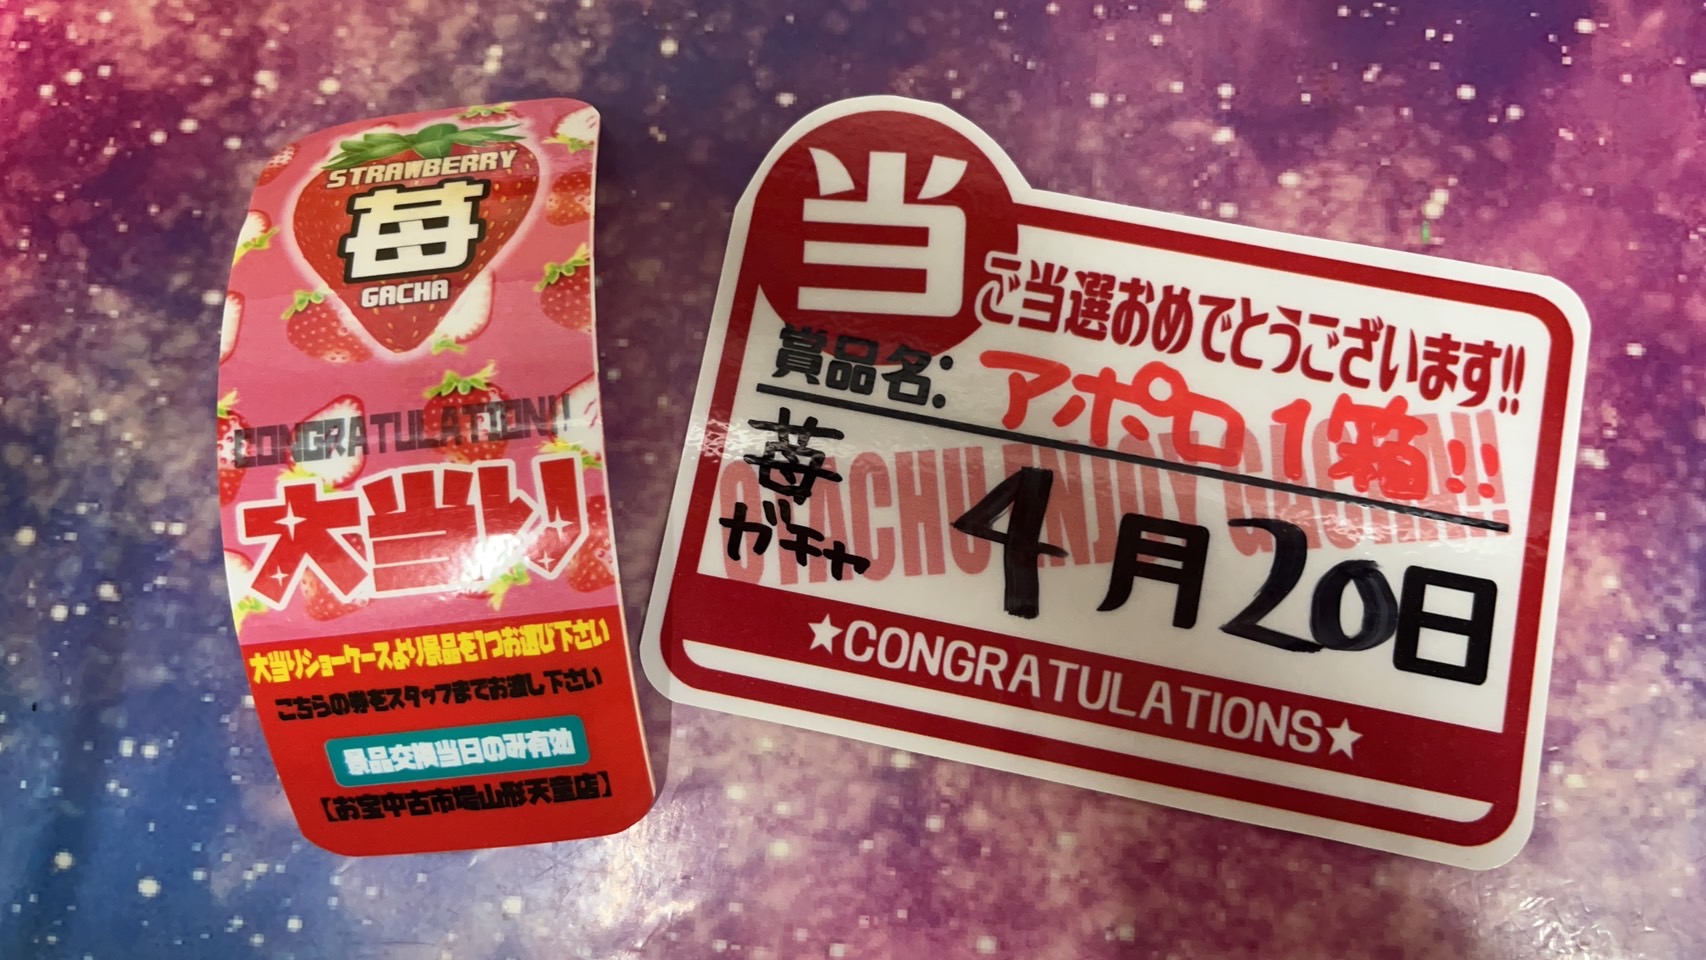 STRAWBERRY
苺
GACHA
CONGRATULATION!!
大当り
大当りショーケースより景品を1つお選び下さい
こちらの券をスタッフまでお渡し下さい
景品交換当日のみ有効
【お宝中古市場山形天童店】
当
ご当選おめでとうございます!!
賞品名:アポロ1箱!!
苺
ガチャ
4月20日
★CONGRATULATIONS★